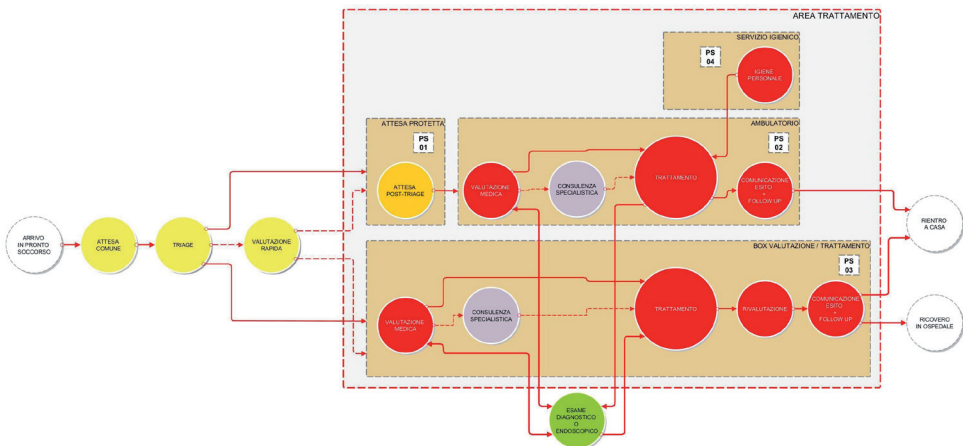 AREA TRATTAMENTO
SERVIZIO IGIENICO
PS
04
IGIENE
PERSONALE
ATTESA PROTETTA
PS
01
ATTESA
POST-TRIAGE
AMBULATORIO
PS
02
VALUTAZIONE
MEDICA
CONSULENZA
SPECIALISTICA
TRATTAMENTO
COMUNICAZIONE
ESITO
+
FOLLOW UP
ARRIVO
IN PRONTO
SOCCORSO
ATTESA
COMUNE
TRIAGE
VALUTAZIONE
RAPIDA
RIENTRO
A CASA
BOX VALUTAZIONE / TRATTAMENTO
PS
03
VALUTAZIONE
MEDICA
CONSULENZA
SPECIALISTICA
TRATTAMENTO
RIVALUTAZIONE
COMUNICAZIONE
ESITO
+
FOLLOW UP
RICOVERO
IN OSPEDALE
ESAME
DIAGNOSTICO
O
ENDOSCOPICO